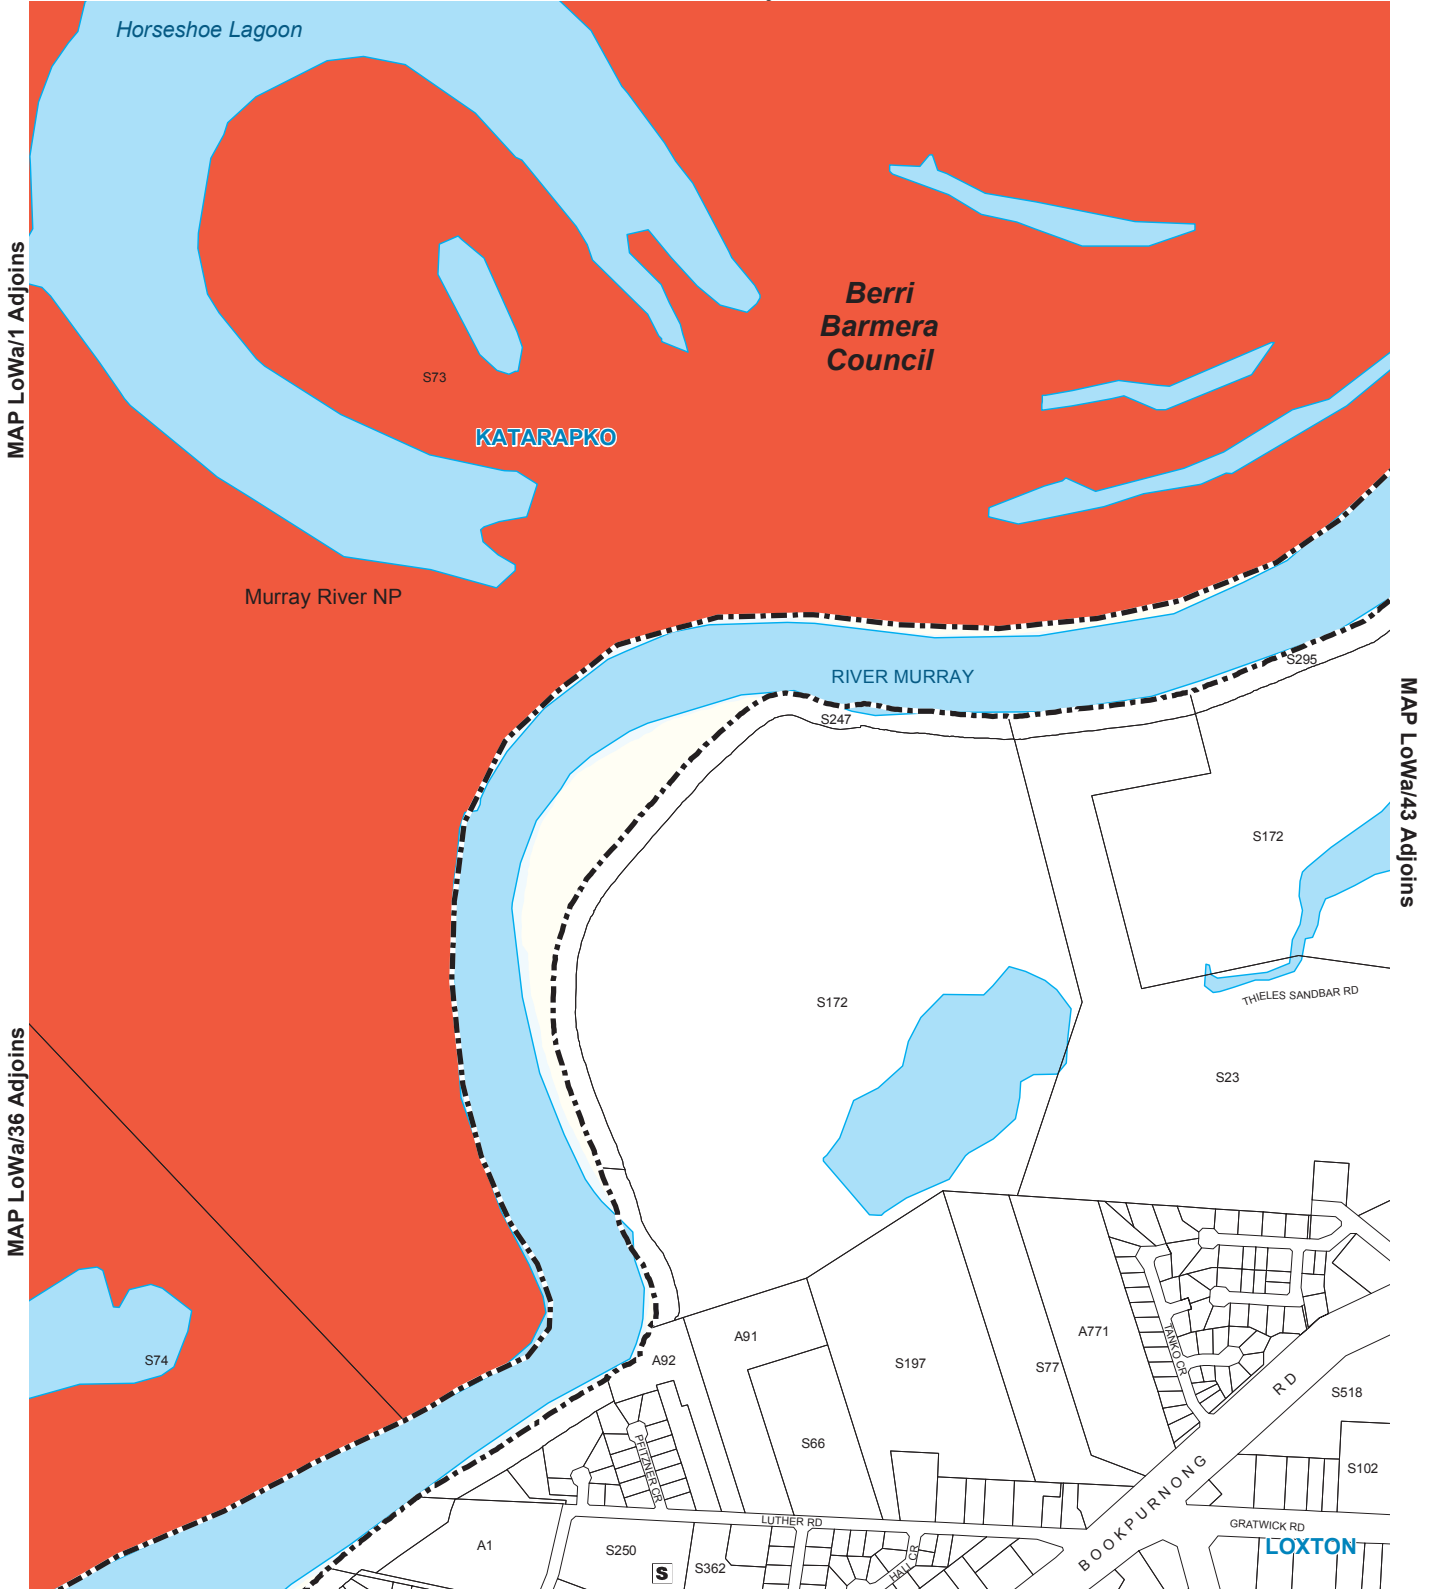 Horseshoe Lagoon
MAP LoWa/1 Adjoins
Berri
Barmera
Council
S73
KATARAPKO
Murray River NP
S295
RIVER MURRAY
S247
MAP LoWa/43 Adjoins
S172
S172
THIELES SANDBAR RD
S23
MAP LoWa/36 Adjoins
S74
A92
A91
S197
S77
A771
TANKO CR
RD
S518
S66
PFITZNER CR
S102
BOOKPURNONG
LUTHER RD
GRATWICK RD
LOXTON
A1
S250
S
S362
HALL CR